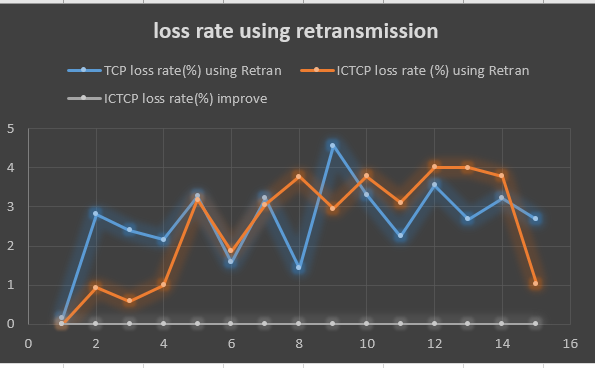 loss rate using retransmission
TCP loss rate(%) using Retran
ICTCP loss rate (%) using Retran
ICTCP loss rate(%) improve
5
4
3
2
1
0
0 2 4 6 8 10 12 14 16